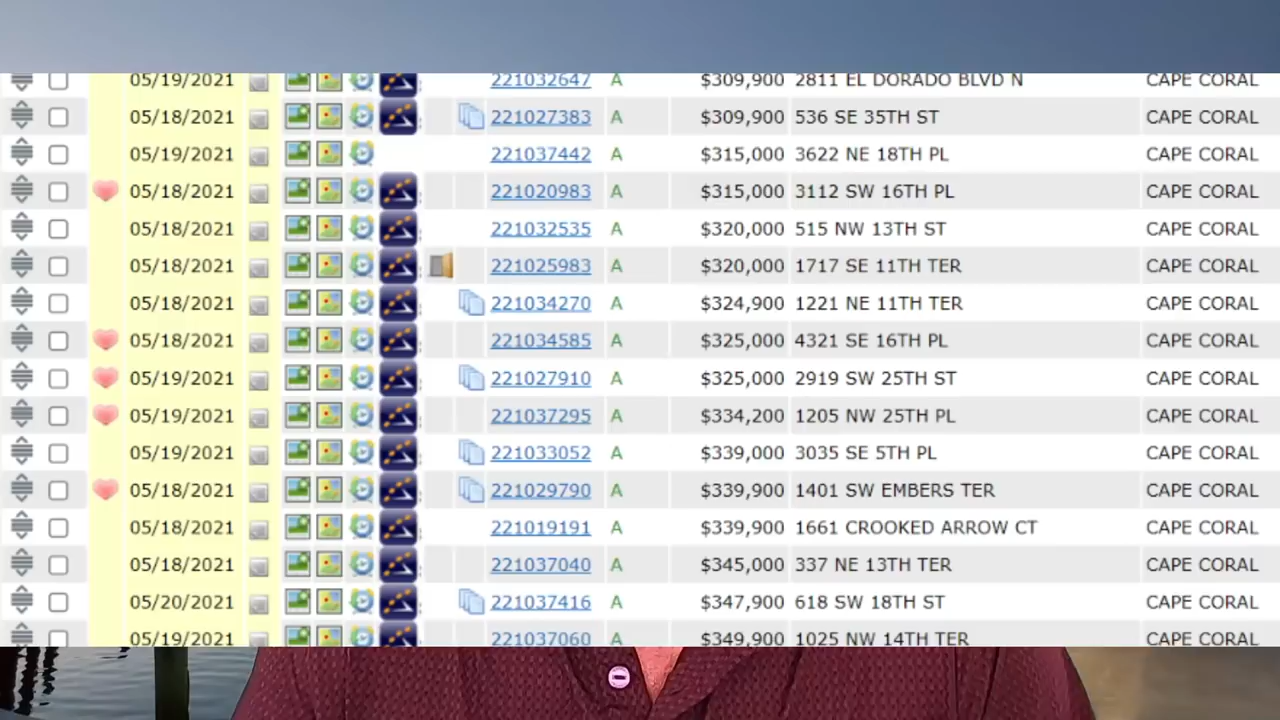 05/19/2021 221032647 A $309,900 2811 EL DORADO BLVD N CAPE CORAL
05/18/2021 221027383 A $309,900 536 SE 35TH ST CAPE CORAL
05/19/2021 221037442 A $315,000 3622 NE 18TH PL CAPE CORAL
05/18/2021 221020983 A $315,000 3112 SW 16TH PL CAPE CORAL
05/18/2021 221032535 A $320,000 515 NW 13TH ST CAPE CORAL
05/18/2021 221025983 A $320,000 1717 SE 11TH TER CAPE CORAL
05/18/2021 221034270 A $324,900 1221 NE 11TH TER CAPE CORAL
05/18/2021 221034585 A $325,000 4321 SE 16TH PL CAPE CORAL
05/19/2021 221027910 A $325,000 2919 SW 25TH ST CAPE CORAL
05/19/2021 221037295 A $334,200 1205 NW 25TH PL CAPE CORAL
05/19/2021 221033052 A $339,000 3035 SE 5TH PL CAPE CORAL
05/18/2021 221029790 A $339,900 1401 SW EMBERS TER CAPE CORAL
05/18/2021 221019191 A $339,900 1661 CROOKED ARROW CT CAPE CORAL
05/18/2021 221037040 A $345,000 337 NE 13TH TER CAPE CORAL
05/20/2021 221037416 A $347,900 618 SW 18TH ST CAPE CORAL
05/19/2021 221037060 A $349,900 1025 NW 14TH TER CAPE CORAL